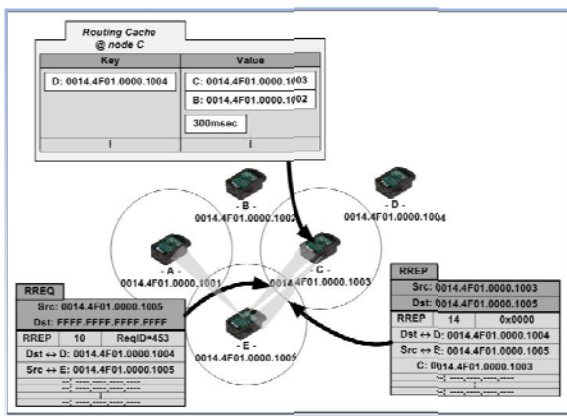 Routing Cache
@ node C
Key Value
D: 0014.4F01.0000.1004
C: 0014.4F01.0000.1003
B: 0014.4F01.0000.1002
300msec
- B -
0014.4F01.0000.1002
- D -
0014.4F01.0000.1004
- A -
0014.4F01.0000.1001
- C -
0014.4F01.0000.1003
- E -
0014.4F01.0000.1005
RREQ
Src: 0014.4F01.0000.1005
Dst: FFFF.FFFF.FFFF.FFFF
RREP 10 ReqID=453
Dst ↔ D: 0014.4F01.0000.1004
Src ↔ E: 0014.4F01.0000.1005
--: ----.----.----.----
--: ----.----.----.----
RREP
Src: 0014.4F01.0000.1003
Dst: 0014.4F01.0000.1005
RREP 14 0x0000
Dst ↔ D: 0014.4F01.0000.1004
Src ↔ E: 0014.4F01.0000.1005
C: 0014.4F01.0000.1003
--: ----.----.----.----
--: ----.----.----.----